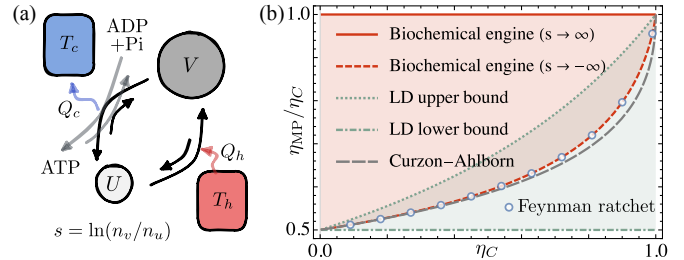 (a)
ADP
+Pi
T_c
V
Q_c
Q_h
ATP
U
T_h
s = ln(n_v/n_u)
(b)
η_MP/η_C
1.0
Biochemical engine (s → ∞)
Biochemical engine (s → −∞)
LD upper bound
LD lower bound
Curzon−Ahlborn
Feynman ratchet
0.5
0.0
η_C
1.0